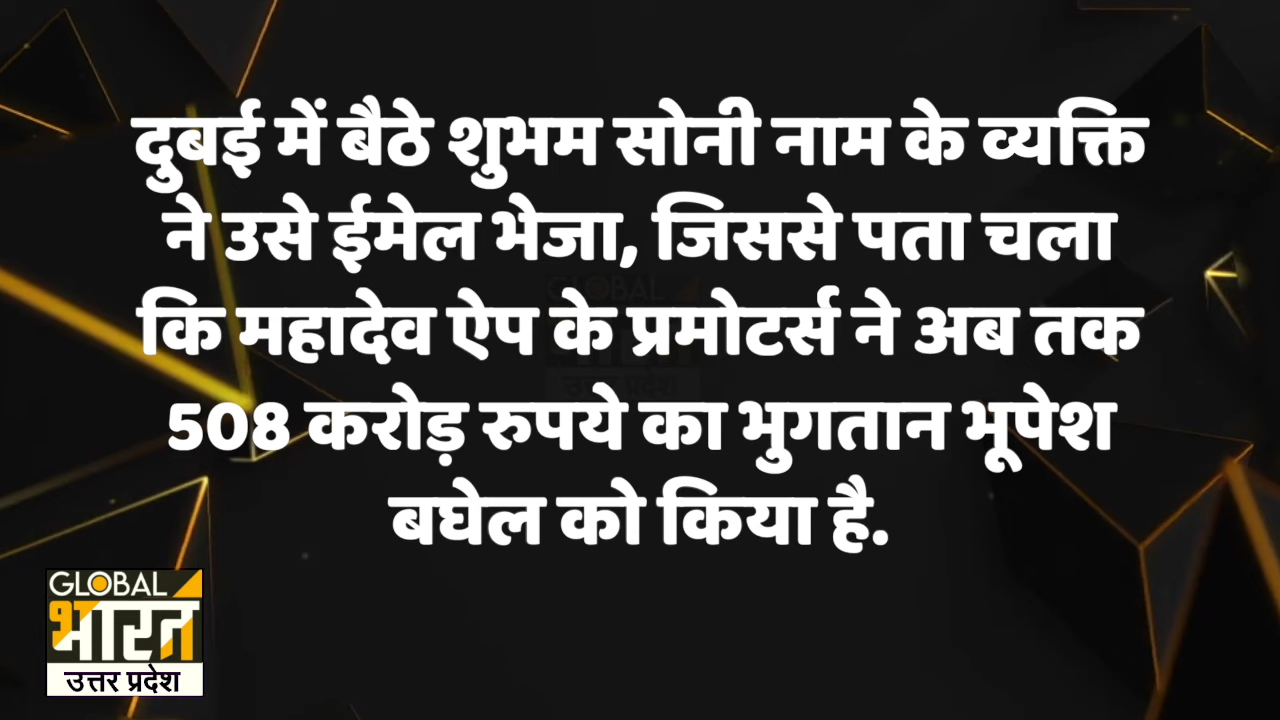 दुबई में बैठे शुभम सोनी नाम के व्यक्ति
ने उसे ईमेल भेजा, जिससे पता चला
कि महादेव ऐप के प्रमोटर्स ने अब तक
508 करोड़ रुपये का भुगतान भूपेश
बघेल को किया है.
GLOBAL
भारत
उत्तर प्रदेश